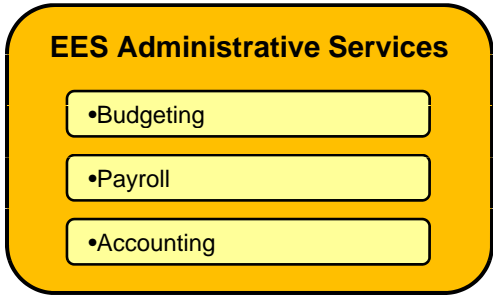 EES Administrative Services
•Budgeting
•Payroll
•Accounting